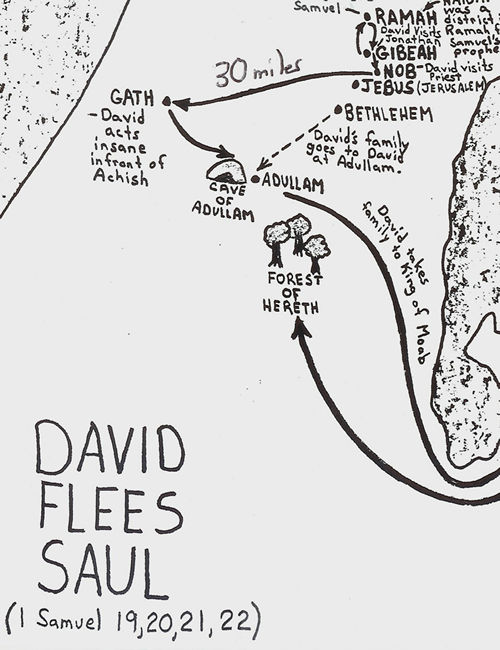 Samuel
RAMAH
was a
district
Ramah
Samuel's
prophe
David Visits
Jonathan
GIBEAH
NOB - David visits
Priest
JEBUS (JERUSALEM)
30 miles
GATH
- David
acts
insane
infront of
Achish
BETHLEHEM
David's family
goes to David
at Adullam.
CAVE
OF
ADULLAM
ADULLAM
David takes
family to King of Moab
FOREST
OF
HERETH
DAVID
FLEES
SAUL
(1 Samuel 19,20,21,22)